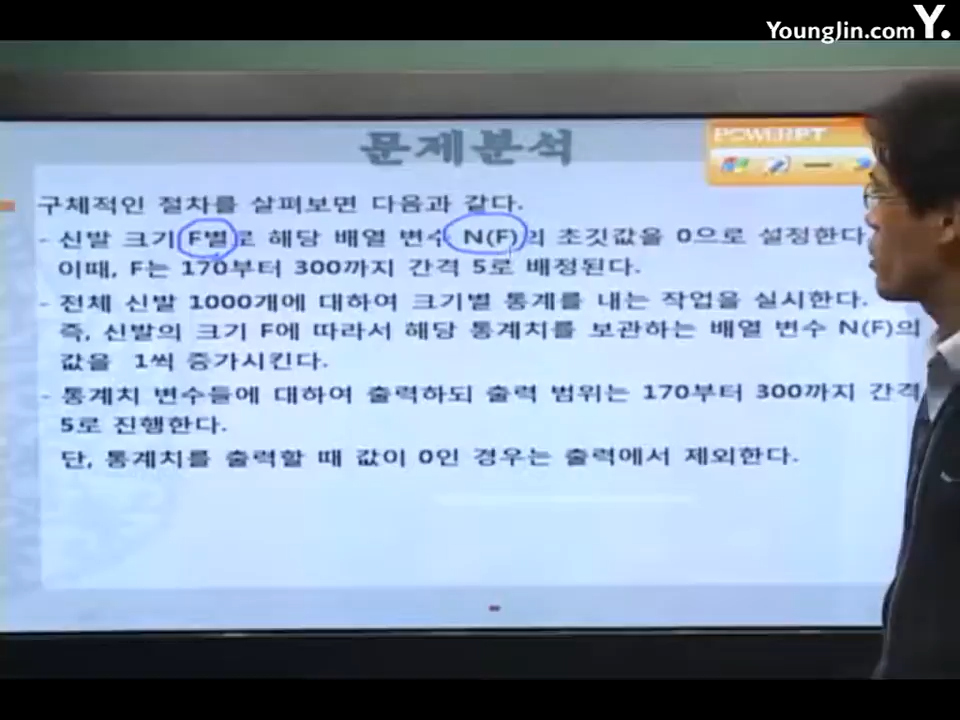 YoungJin.com Y.
문제분석
POWERPT
구체적인 절차를 살펴보면 다음과 같다.
- 신발 크기 F별로 해당 배열 변수 N(F)의 초깃값을 0으로 설정한다
이때, F는 170부터 300까지 간격 5로 배정된다.
- 전체 신발 1000개에 대하여 크기별 통계를 내는 작업을 실시한다.
즉, 신발의 크기 F에 따라서 해당 통계치를 보관하는 배열 변수 N(F)의
값을 1씩 증가시킨다.
- 통계치 변수들에 대하여 출력하되 출력 범위는 170부터 300까지 간격
5로 진행한다.
단, 통계치를 출력할 때 값이 0인 경우는 출력에서 제외한다.